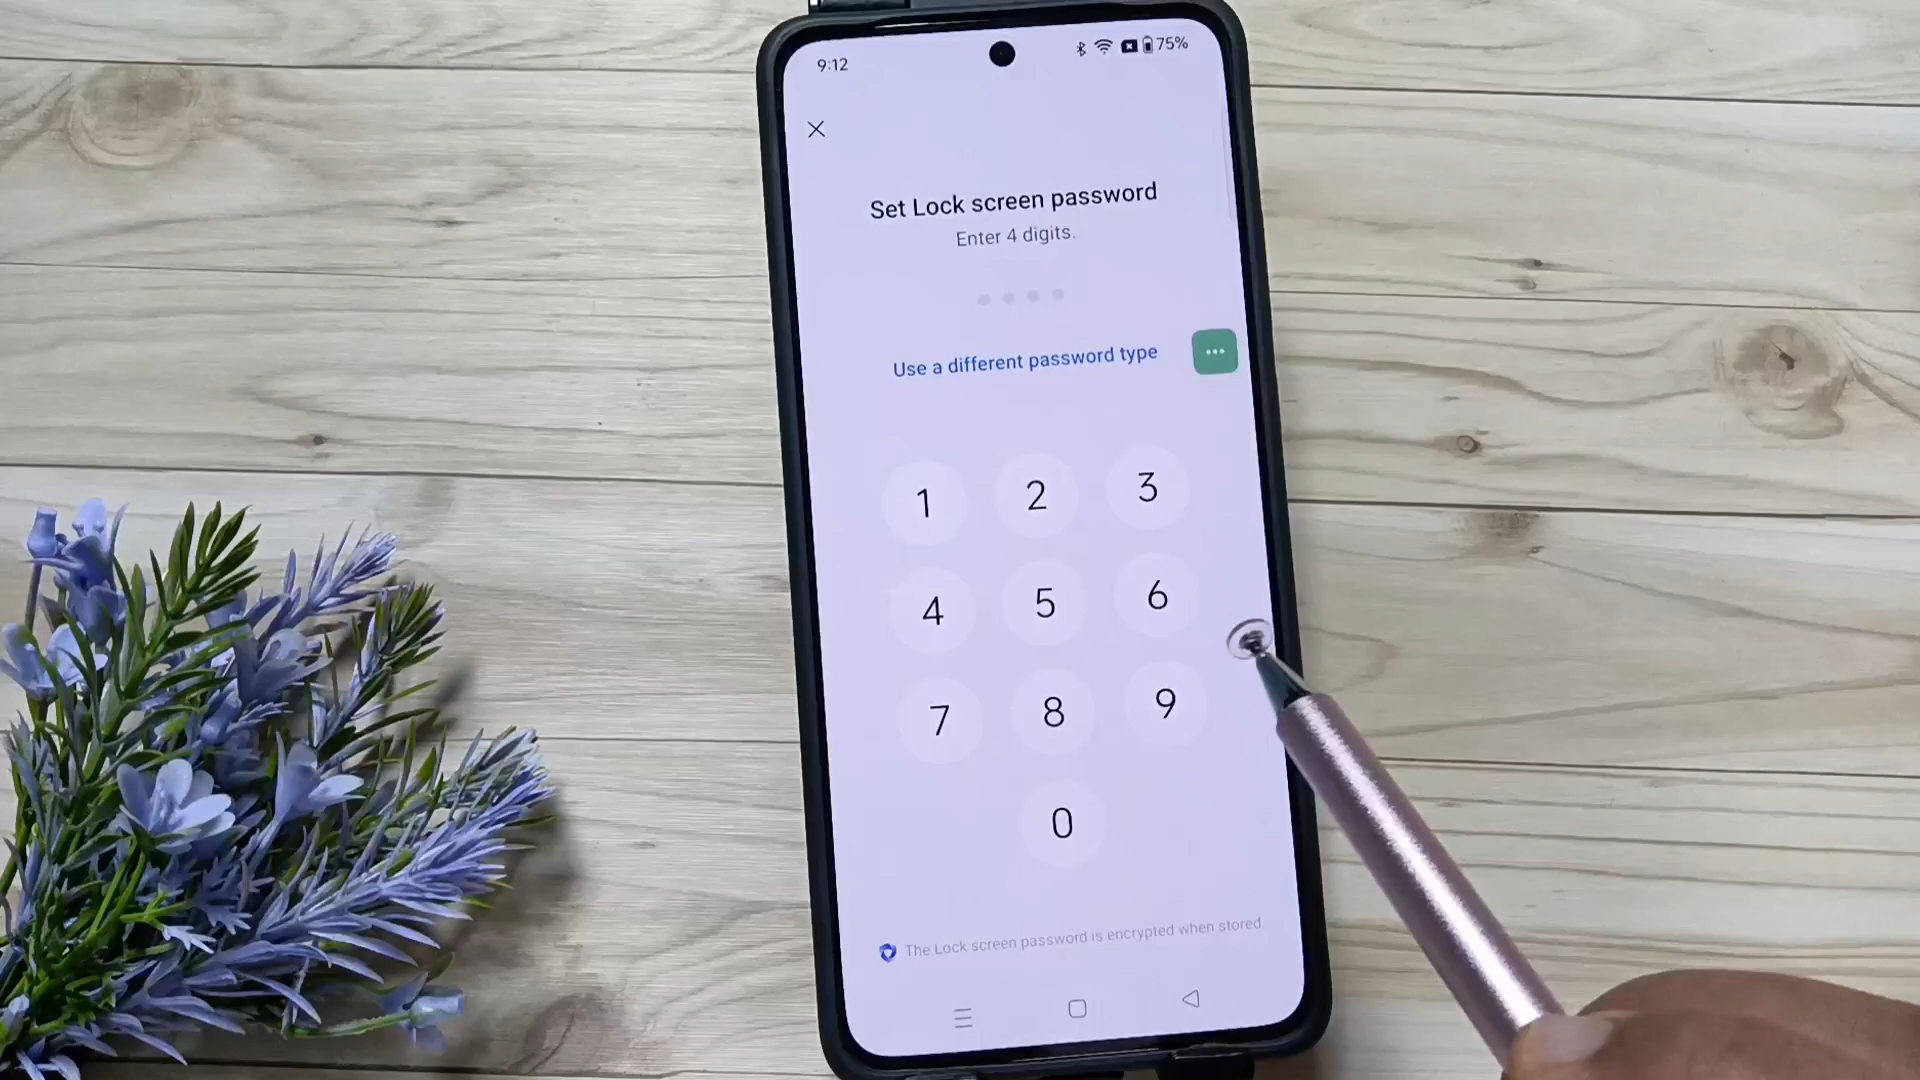 9:12
75%
Set Lock screen password
Enter 4 digits.
Use a different password type
1 2 3
4 5 6
7 8 9
0
The Lock screen password is encrypted when stored.